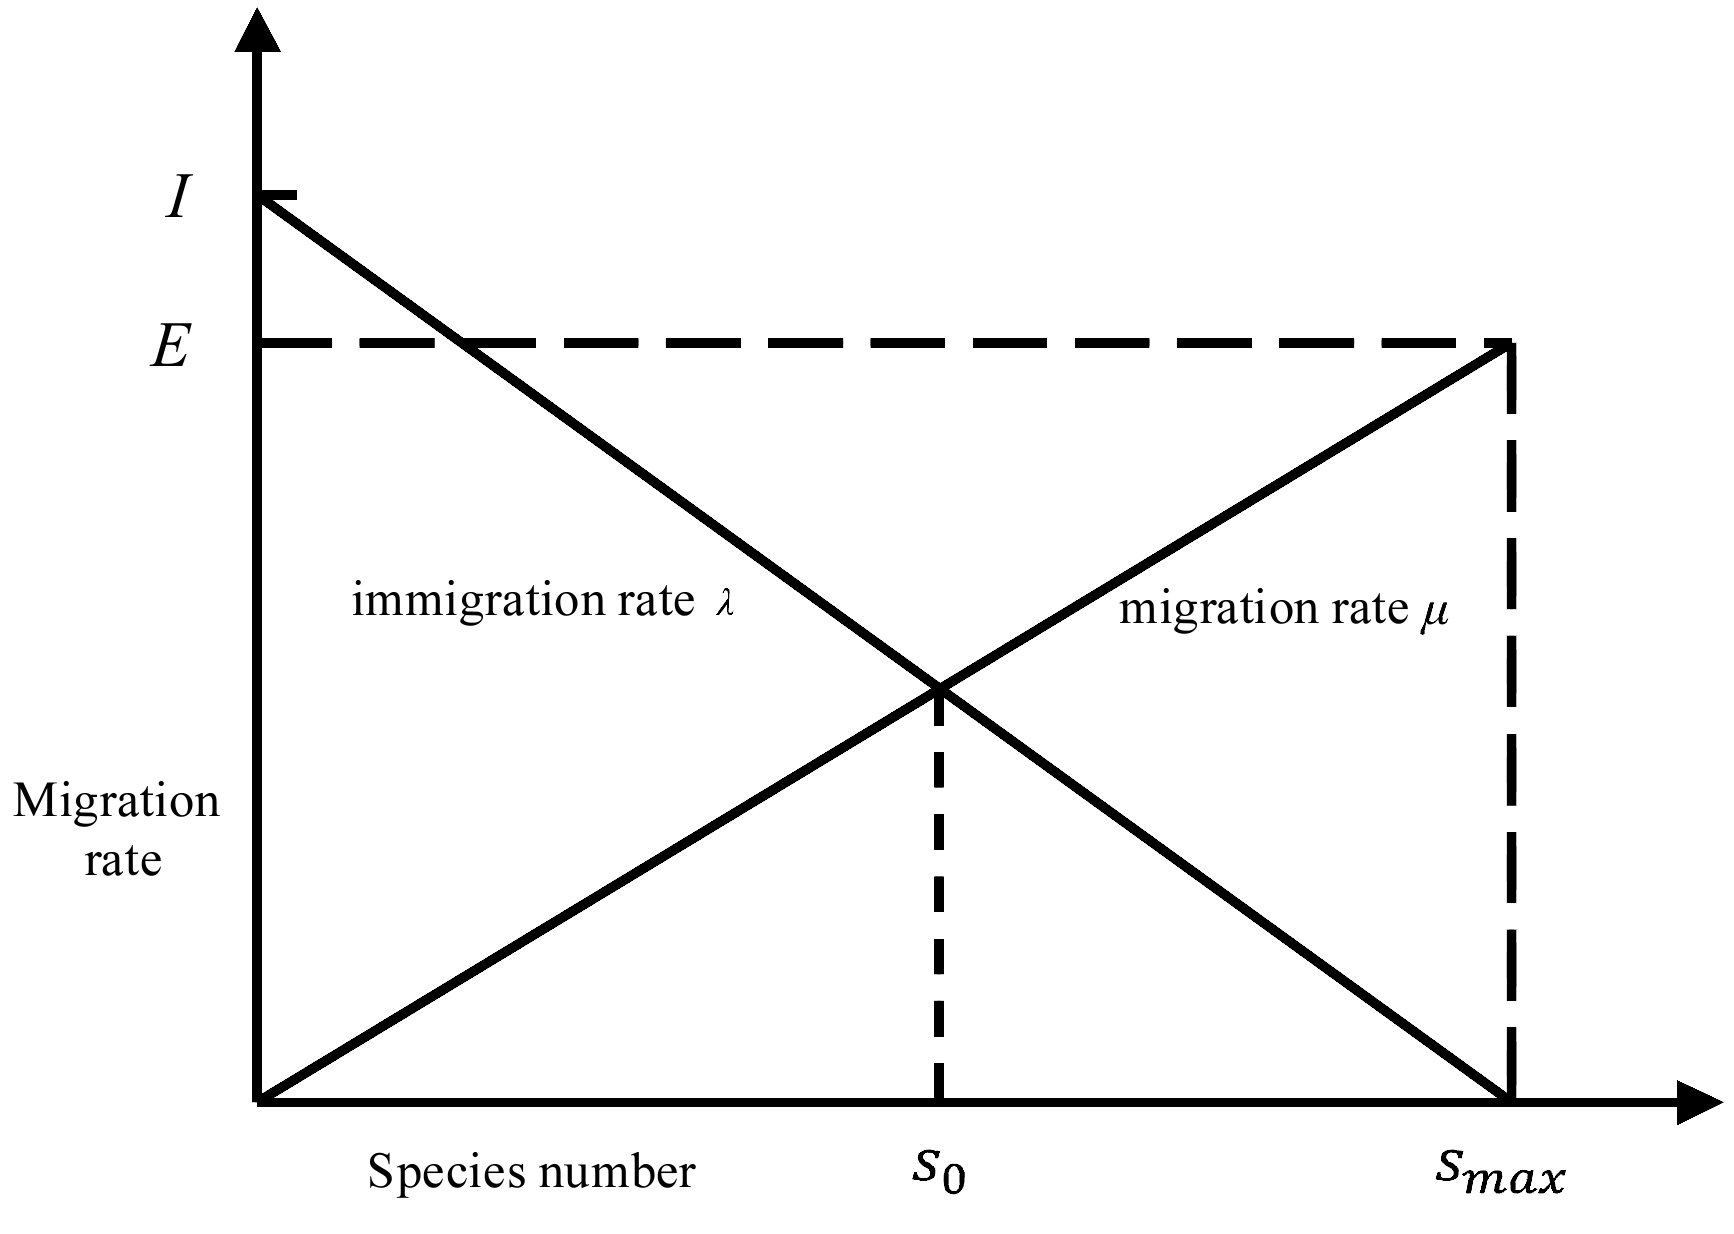 I
E
immigration rate λ
migration rate μ
Migration
rate
Species number
s₀
sₘₐₓ